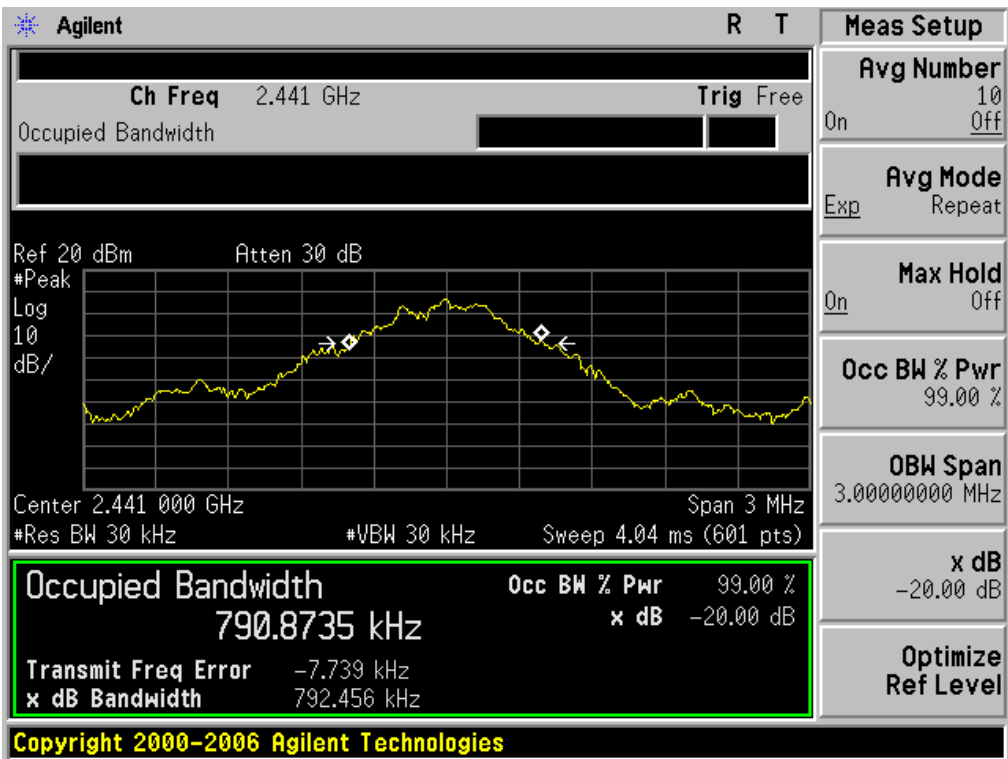 Agilent R T
Ch Freq 2.441 GHz Trig Free
Occupied Bandwidth
Ref 20 dBm Atten 30 dB
#Peak
Log
10
dB/
Center 2.441 000 GHz Span 3 MHz
#Res BW 30 kHz #VBW 30 kHz Sweep 4.04 ms (601 pts)
Occupied Bandwidth
790.8735 kHz
Occ BW % Pwr 99.00 %
x dB -20.00 dB
Transmit Freq Error -7.739 kHz
x dB Bandwidth 792.456 kHz
Copyright 2000-2006 Agilent Technologies
Meas Setup
Avg Number
10
On Off
Avg Mode
Exp Repeat
Max Hold
On Off
Occ BW % Pwr
99.00 %
OBW Span
3.00000000 MHz
x dB
-20.00 dB
Optimize
Ref Level